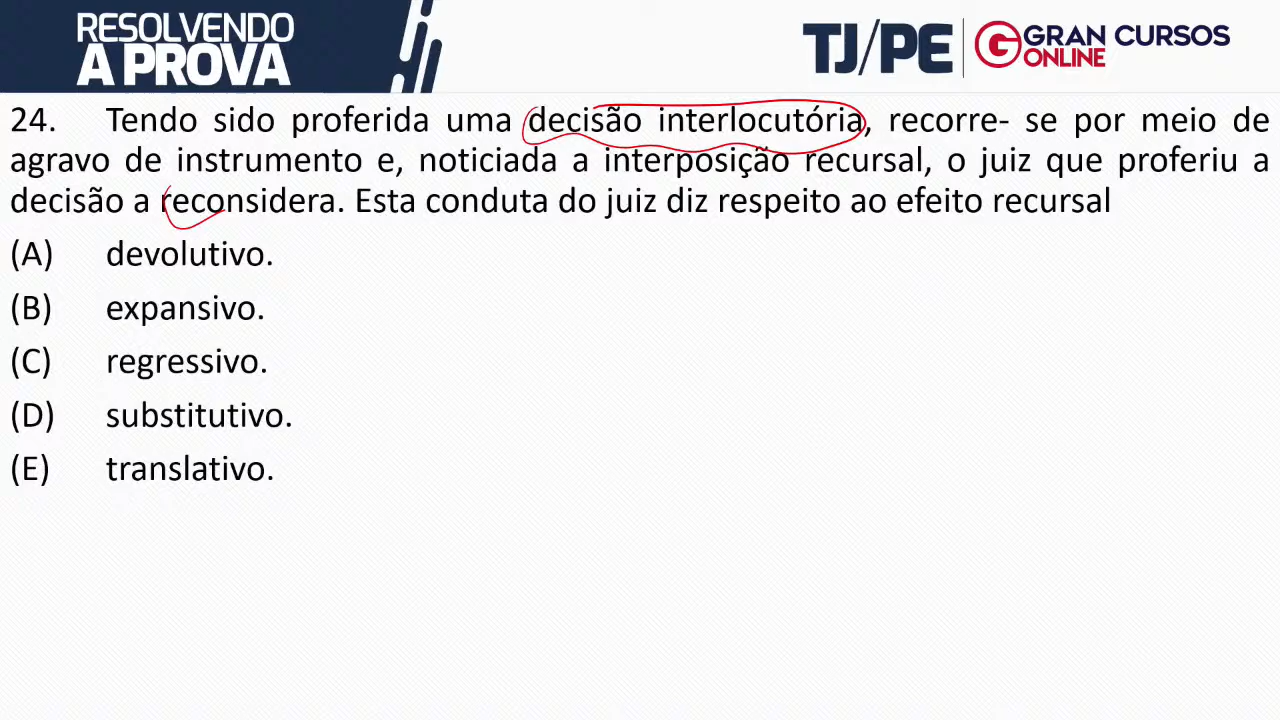 RESOLVENDO
A PROVA
TJ/PE
G GRAN CURSOS
ONLINE
24. Tendo sido proferida uma decisão interlocutória, recorre- se por meio de
agravo de instrumento e, noticiada a interposição recursal, o juiz que proferiu a
decisão a reconsidera. Esta conduta do juiz diz respeito ao efeito recursal
(A) devolutivo.
(B) expansivo.
(C) regressivo.
(D) substitutivo.
(E) translativo.